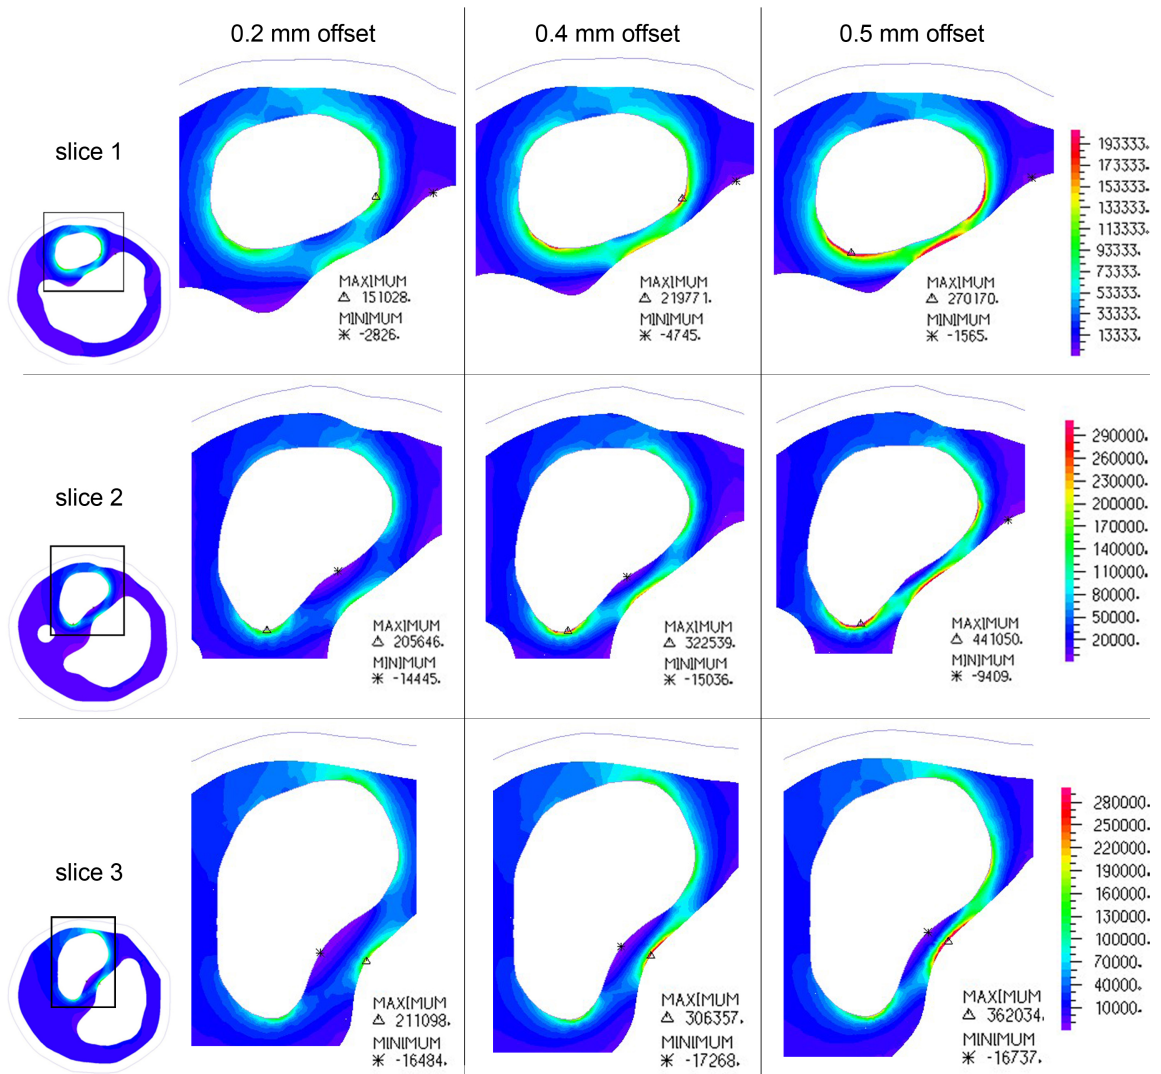 0.2 mm offset
0.4 mm offset
0.5 mm offset
slice 1
MAXIMUM
△ 151028.
MINIMUM
✳ -2826.
MAXIMUM
△ 219771.
MINIMUM
✳ -4745.
MAXIMUM
△ 270170.
MINIMUM
✳ -1565.
193333.
173333.
153333.
133333.
113333.
93333.
73333.
53333.
33333.
13333.
slice 2
MAXIMUM
△ 205646.
MINIMUM
✳ -14445.
MAXIMUM
△ 322539.
MINIMUM
✳ -15036.
MAXIMUM
△ 441050.
MINIMUM
✳ -9409.
290000.
260000.
230000.
200000.
170000.
140000.
110000.
80000.
50000.
20000.
slice 3
MAXIMUM
△ 211098.
MINIMUM
✳ -16484.
MAXIMUM
△ 306357.
MINIMUM
✳ -17268.
MAXIMUM
△ 362034.
MINIMUM
✳ -16737.
280000.
250000.
220000.
190000.
160000.
130000.
100000.
70000.
40000.
10000.